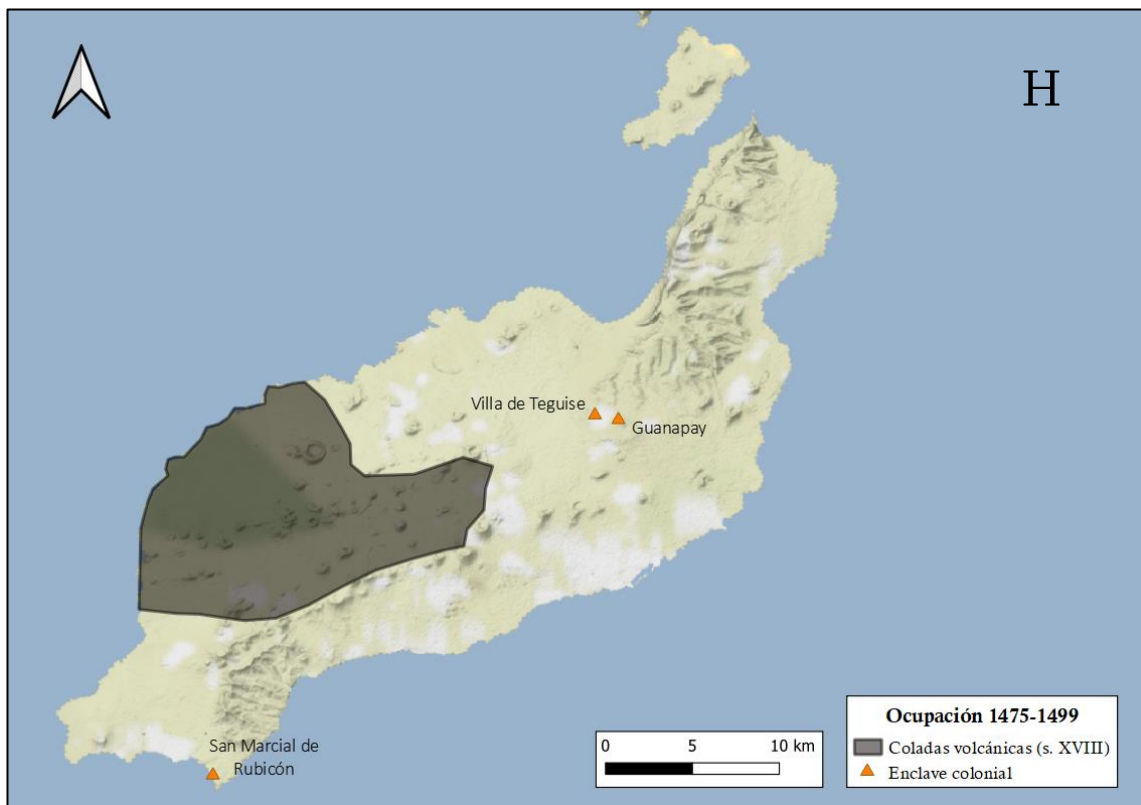 H
Villa de Teguise
Guanapay
San Marcial de
Rubicón
0 5 10 km
Ocupación 1475-1499
Coladas volcánicas (s. XVIII)
Enclave colonial